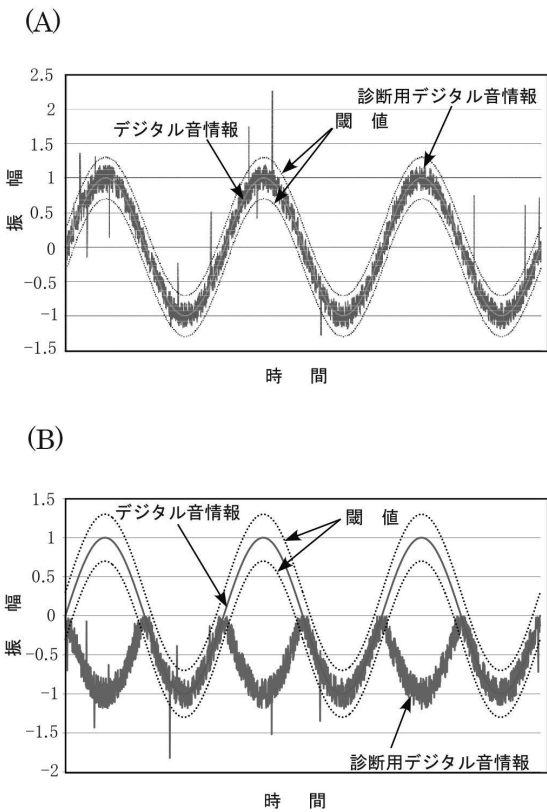 (A)
2.5
2
1.5
1
0.5
0
-0.5
-1
-1.5
振 幅
デジタル音情報
閾 値
診断用デジタル音情報
時 間
(B)
1.5
1
0.5
0
-0.5
-1
-1.5
-2
振 幅
デジタル音情報
閾 値
診断用デジタル音情報
時 間